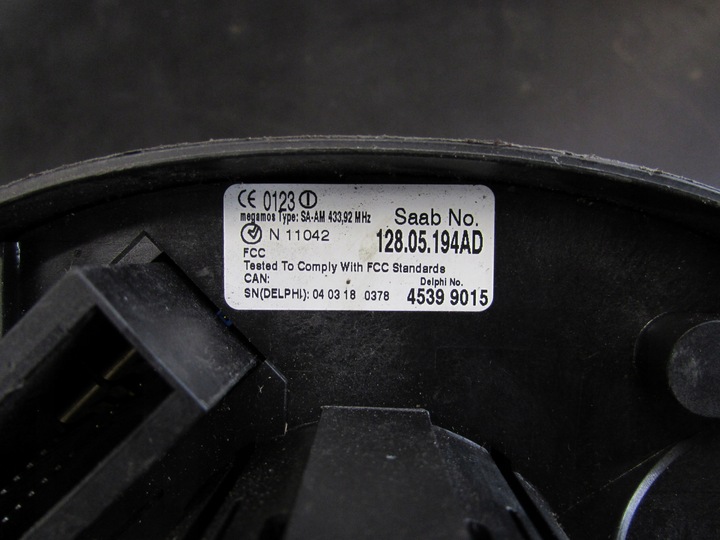 CE 0123
megamos Type: SA-AM 433,92 MHz
Saab No.
N 11042
128.05.194AD
FCC
Tested To Comply With FCC Standards
CAN:
Delphi No.
SN(DELPHI): 04 03 18 0378
4539 9015